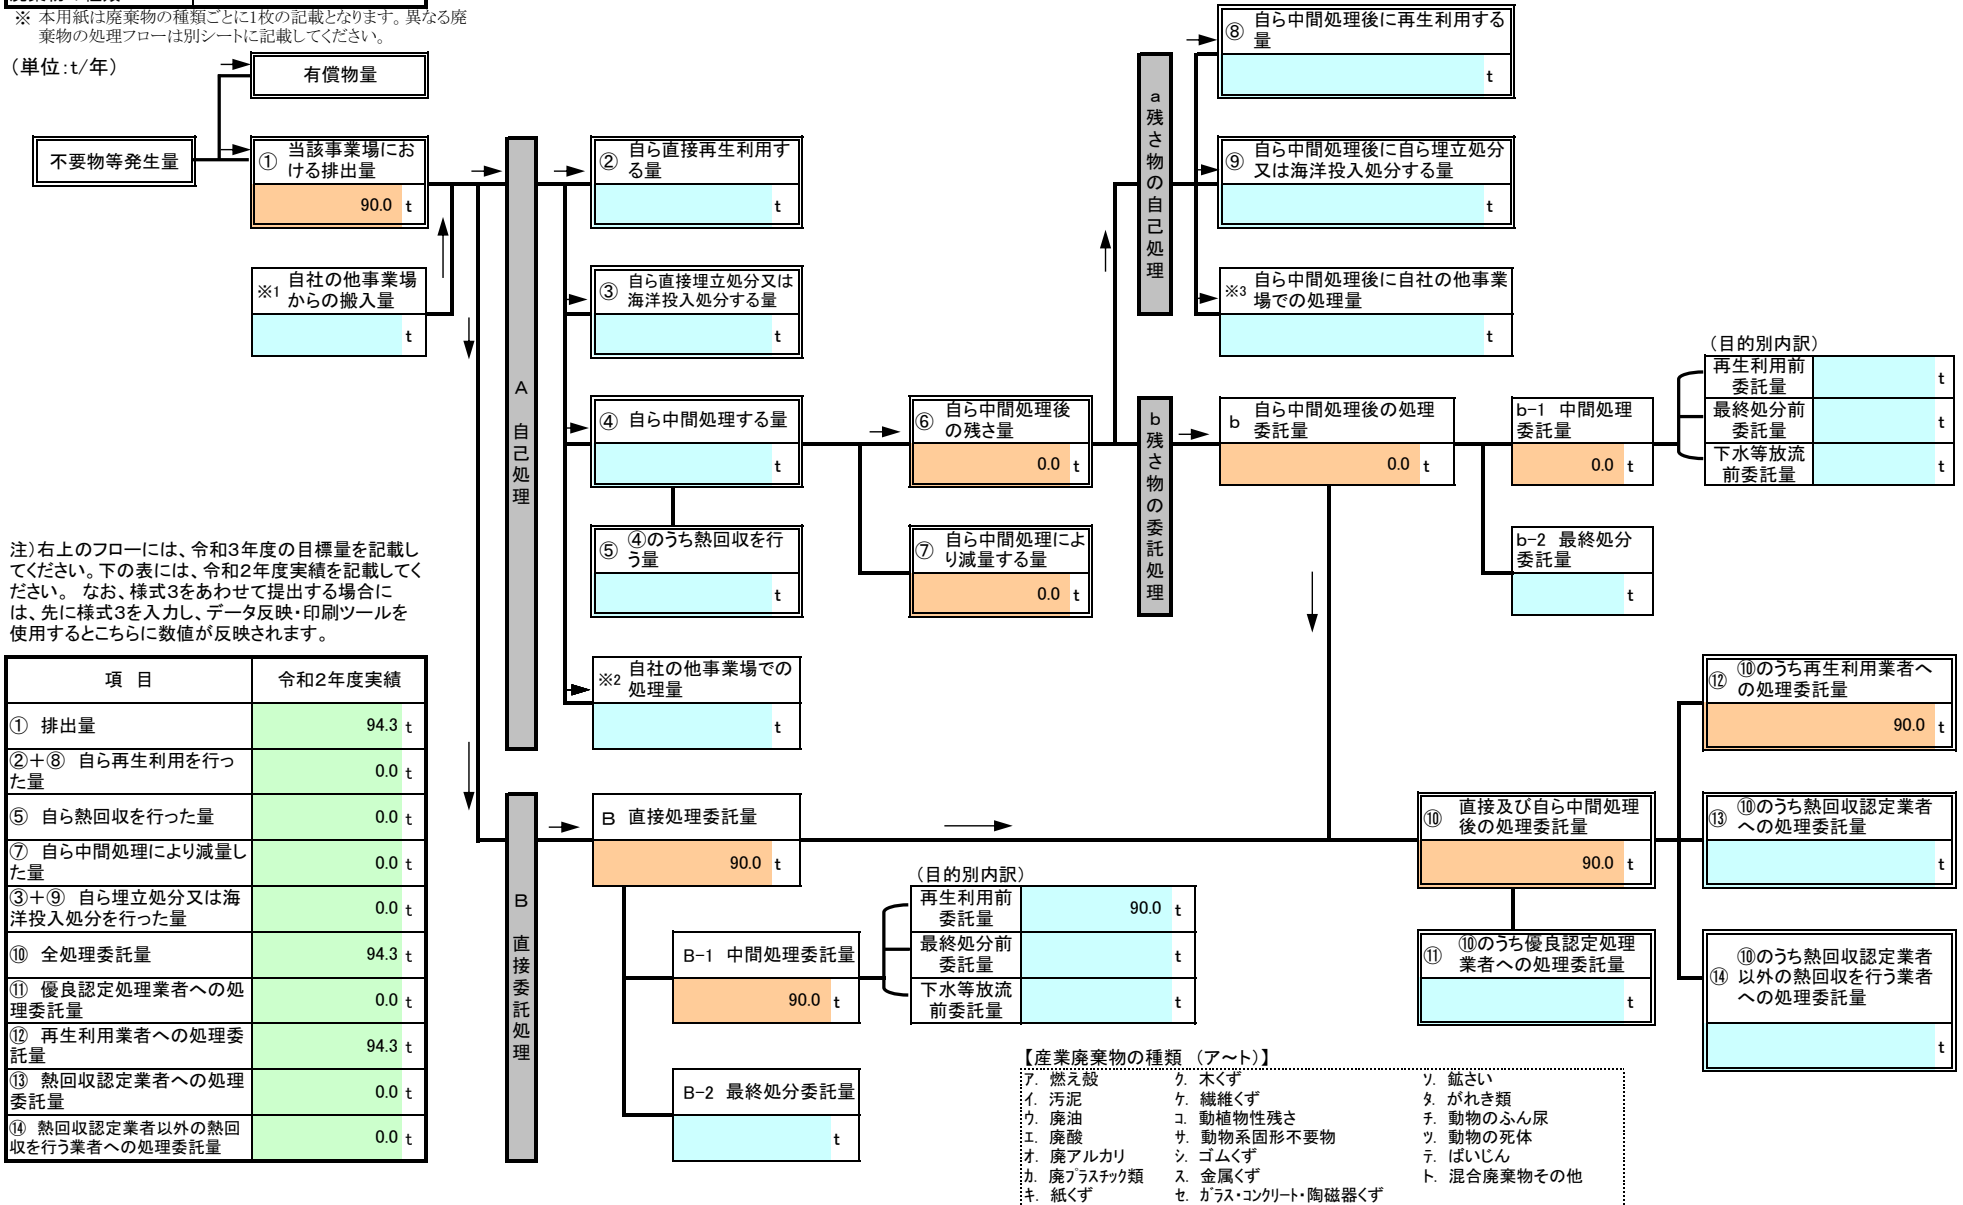 ※ 本用紙は廃棄物の種類ごとに1枚の記載となります。異なる廃
棄物の処理フローは別シートに記載してください。
(単位:t/年)
有償物量
不要物等発生量
① 当該事業場にお
ける排出量
90.0 t
※1 自社の他事業場
からの搬入量
t
A 自己処理
② 自ら直接再生利用す
る量
t
③ 自ら直接埋立処分又は
海洋投入処分する量
t
④ 自ら中間処理する量
t
⑤ ④のうち熱回収を行
う量
t
※2 自社の他事業場での
処理量
t
⑥ 自ら中間処理後
の残さ量
0.0 t
⑦ 自ら中間処理によ
り減量する量
0.0 t
a 残さ物の自己処理
⑧ 自ら中間処理後に再生利用する
量
t
⑨ 自ら中間処理後に自ら埋立処分
又は海洋投入処分する量
t
※3 自ら中間処理後に自社の他事業
場での処理量
t
b 残さ物の委託処理
b 自ら中間処理後の処理
委託量
0.0 t
b-1 中間処理
委託量
0.0 t
(目的別内訳)
再生利用前
委託量
t
最終処分前
委託量
t
下水等放流
前委託量
t
b-2 最終処分
委託量
t
注)右上のフローには、令和3年度の目標量を記載し
てください。下の表には、令和2年度実績を記載してく
ださい。 なお、様式3をあわせて提出する場合に
は、先に様式3を入力し、データ反映・印刷ツールを
使用するとこちらに数値が反映されます。
項 目 令和2年度実績
① 排出量 94.3 t
②+⑧ 自ら再生利用を行っ
た量
0.0 t
⑤ 自ら熱回収を行った量 0.0 t
⑦ 自ら中間処理により減量し
た量
0.0 t
③+⑨ 自ら埋立処分又は海
洋投入処分を行った量
0.0 t
⑩ 全処理委託量 94.3 t
⑪ 優良認定処理業者への処
理委託量
0.0 t
⑫ 再生利用業者への処理委
託量
94.3 t
⑬ 熱回収認定業者への処理
委託量
0.0 t
⑭ 熱回収認定業者以外の熱回
収を行う業者への処理委託量
0.0 t
B 直接委託処理
B 直接処理委託量
90.0 t
B-1 中間処理委託量
90.0 t
(目的別内訳)
再生利用前
委託量
90.0 t
最終処分前
委託量
t
下水等放流
前委託量
t
B-2 最終処分委託量
t
⑩ 直接及び自ら中間処理
後の処理委託量
90.0 t
⑪ ⑩のうち優良認定処理
業者への処理委託量
t
⑫ ⑩のうち再生利用業者へ
の処理委託量
90.0 t
⑬ ⑩のうち熱回収認定業者
への処理委託量
t
⑭ ⑩のうち熱回収認定業者
以外の熱回収を行う業者
への処理委託量
t
【産業廃棄物の種類 (ア~ト)】
ア. 燃え殻 ク. 木くず ソ. 鉱さい
イ. 汚泥 ケ. 繊維くず タ. がれき類
ウ. 廃油 コ. 動植物性残さ チ. 動物のふん尿
エ. 廃酸 サ. 動物系固形不要物 ツ. 動物の死体
オ. 廃アルカリ シ. ゴムくず テ. ばいじん
カ. 廃プラスチック類 ス. 金属くず ト. 混合廃棄物その他
キ. 紙くず セ. ガラス・コンクリート・陶磁器くず